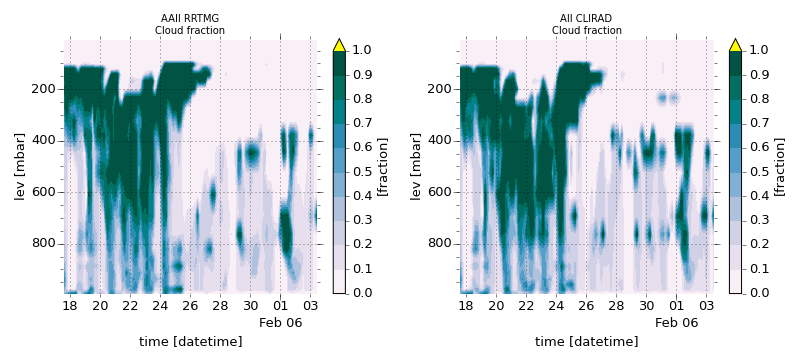 AAII RRTMG
Cloud fraction
lev [mbar]
200
400
600
800
18 20 22 24 26 28 30 01 03
Feb 06
time [datetime]
1.0
0.9
0.8
0.7
0.6
0.5
0.4
0.3
0.2
0.1
0.0
[fraction]
AII CLIRAD
Cloud fraction
lev [mbar]
200
400
600
800
18 20 22 24 26 28 30 01 03
Feb 06
time [datetime]
1.0
0.9
0.8
0.7
0.6
0.5
0.4
0.3
0.2
0.1
0.0
[fraction]